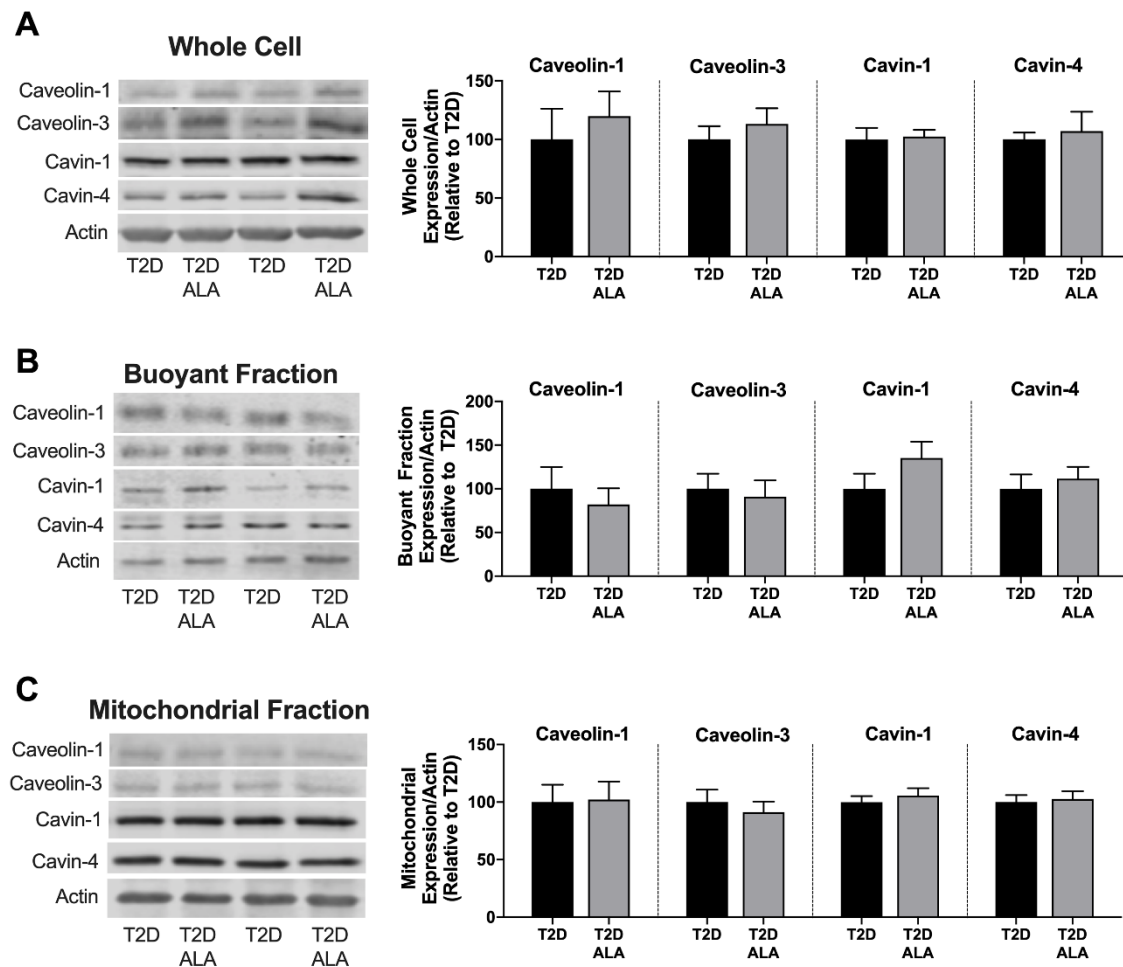 A
Whole Cell
Caveolin-1
Caveolin-3
Cavin-1
Cavin-4
Actin
T2D T2D T2D T2D
ALA ALA
Whole Cell
Expression/Actin
(Relative to T2D)
150
100
50
0
Caveolin-1 Caveolin-3 Cavin-1 Cavin-4
T2D T2D T2D T2D T2D T2D T2D T2D
ALA ALA ALA ALA
B
Buoyant Fraction
Caveolin-1
Caveolin-3
Cavin-1
Cavin-4
Actin
T2D T2D T2D T2D
ALA ALA
Buoyant Fraction
Expression/Actin
(Relative to T2D)
200
150
100
50
0
Caveolin-1 Caveolin-3 Cavin-1 Cavin-4
T2D T2D T2D T2D T2D T2D T2D T2D
ALA ALA ALA ALA
C
Mitochondrial Fraction
Caveolin-1
Caveolin-3
Cavin-1
Cavin-4
Actin
T2D T2D T2D T2D
ALA ALA
Mitochondrial
Expression/Actin
(Relative to T2D)
150
100
50
0
Caveolin-1 Caveolin-3 Cavin-1 Cavin-4
T2D T2D T2D T2D T2D T2D T2D T2D
ALA ALA ALA ALA